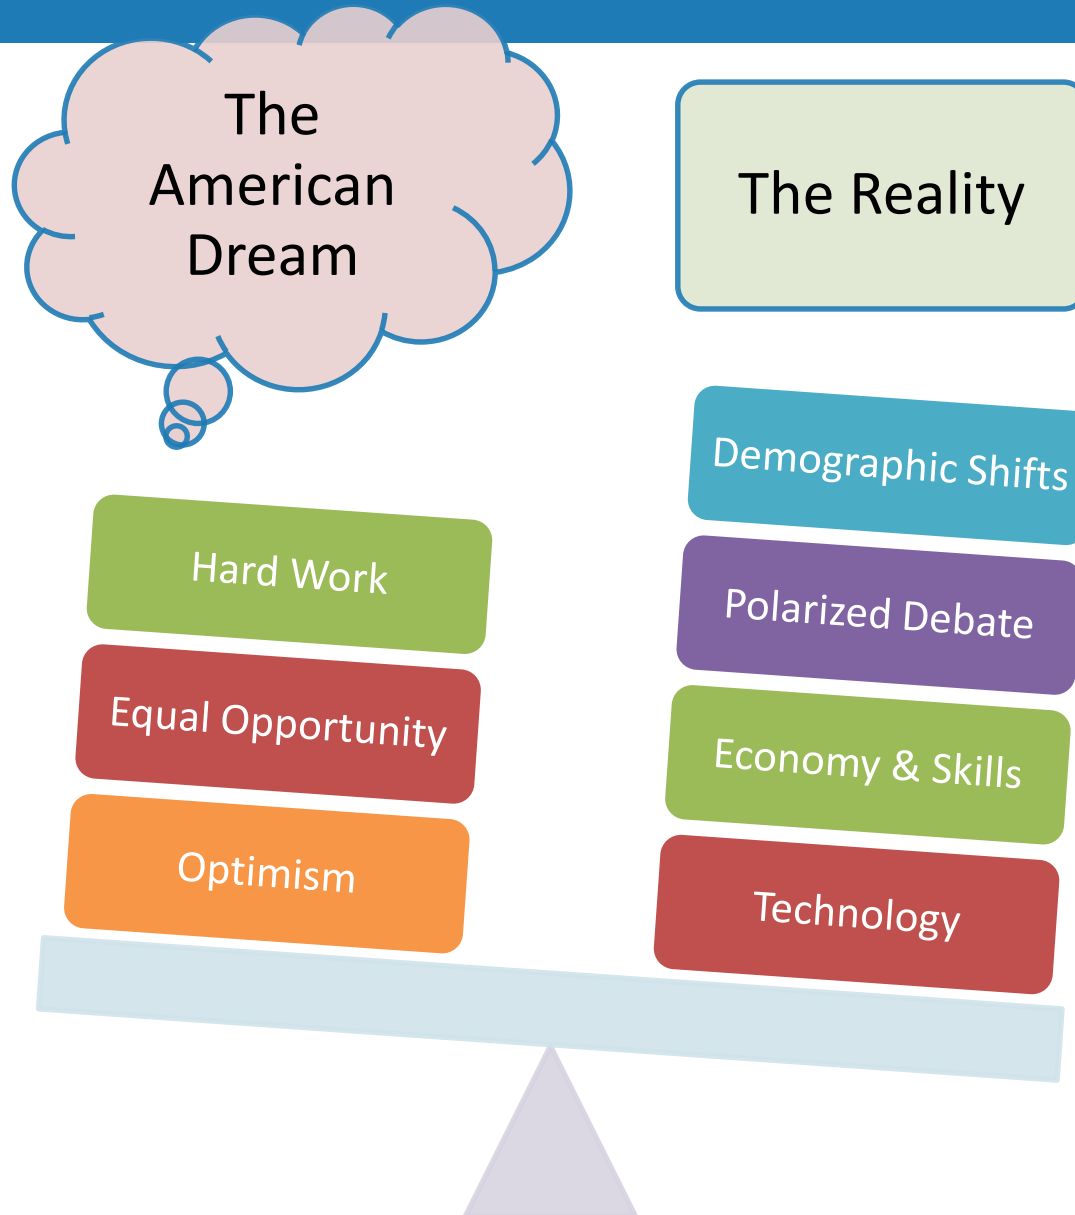 The
American
Dream
The Reality
Hard Work
Equal Opportunity
Optimism
Demographic Shifts
Polarized Debate
Economy & Skills
Technology